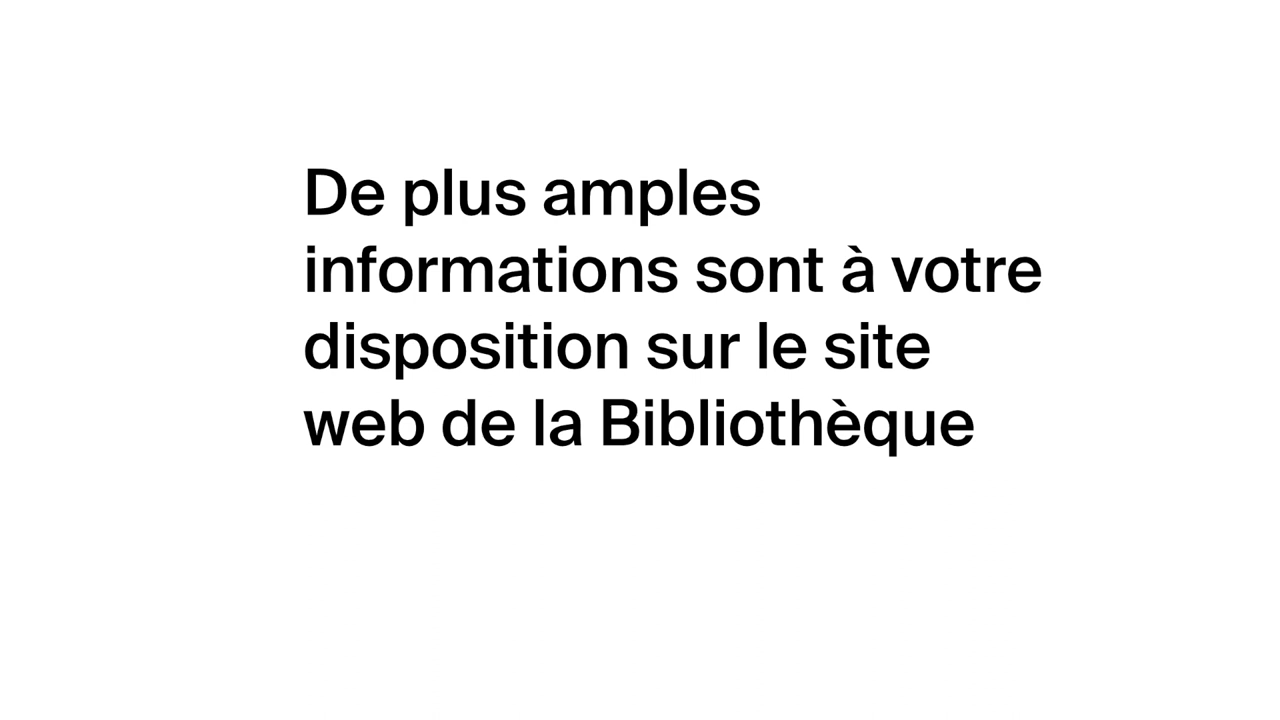 De plus amples
informations sont à votre
disposition sur le site
web de la Bibliothèque